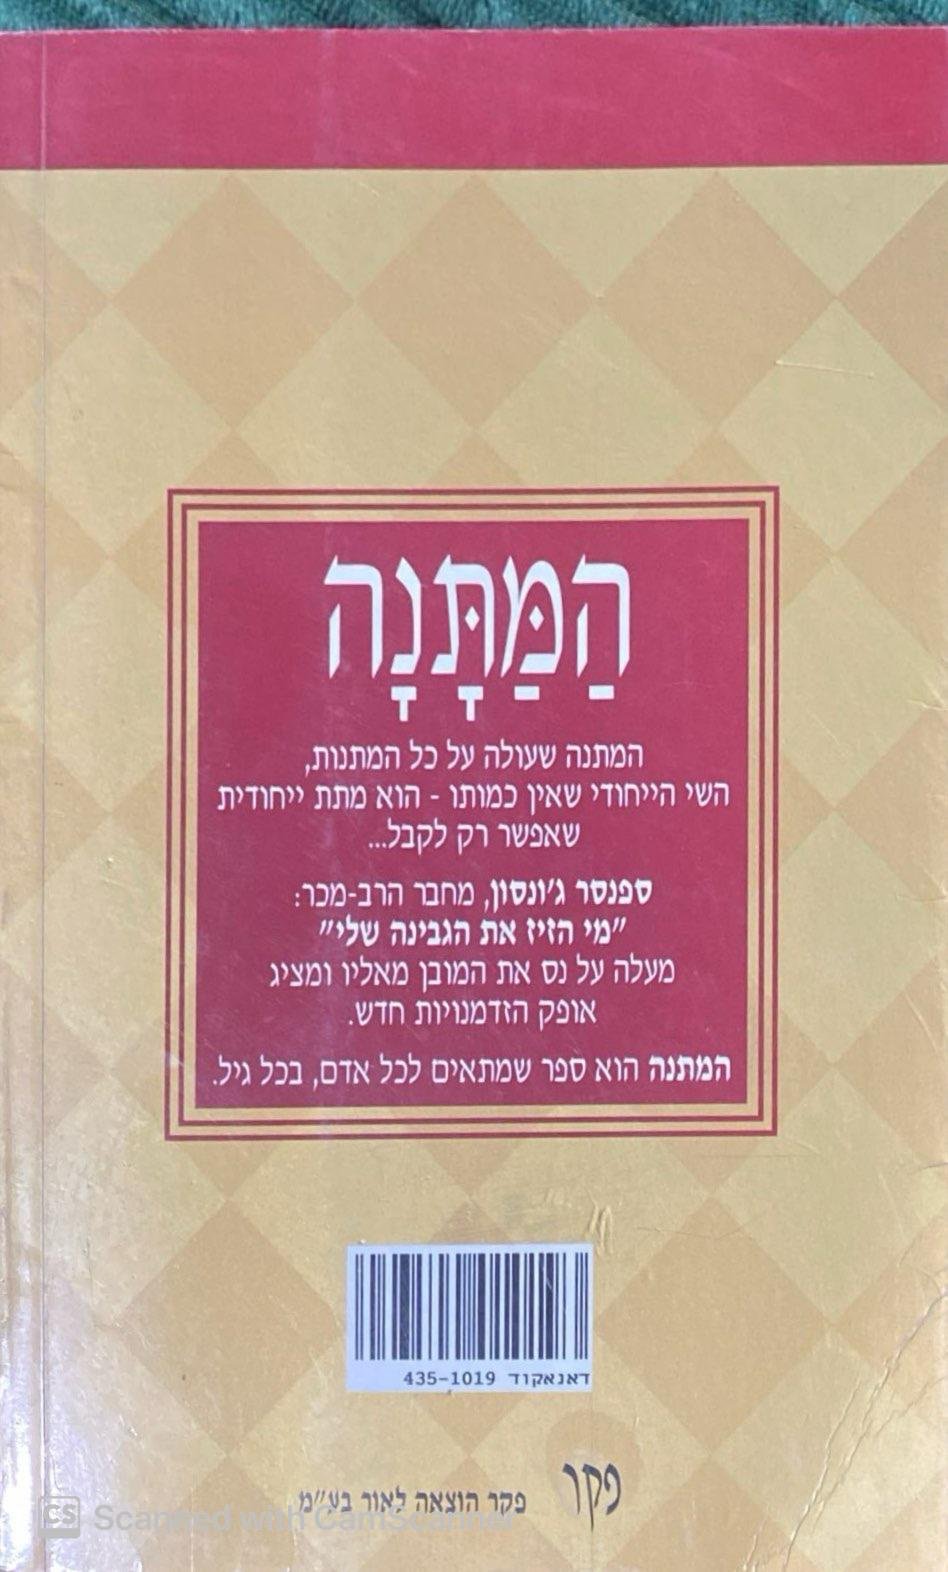 הַמַּתָּנָה
המתנה שעולה על כל המתנות,
השי הייחודי שאין כמותו - הוא מתת ייחודית
שאפשר רק לקבל...
ספנסר ג'ונסון, מחבר הרב-מכר:
"מי הזיז את הגבינה שלי"
מעלה על נס את המובן מאליו ומציג
אופק הזדמנויות חדש.
המתנה הוא ספר שמתאים לכל אדם, בכל גיל.
דאנאקוד 435-1019
פקר
פקר הוצאה לאור בע"מ
CS Scanned with CamScanner